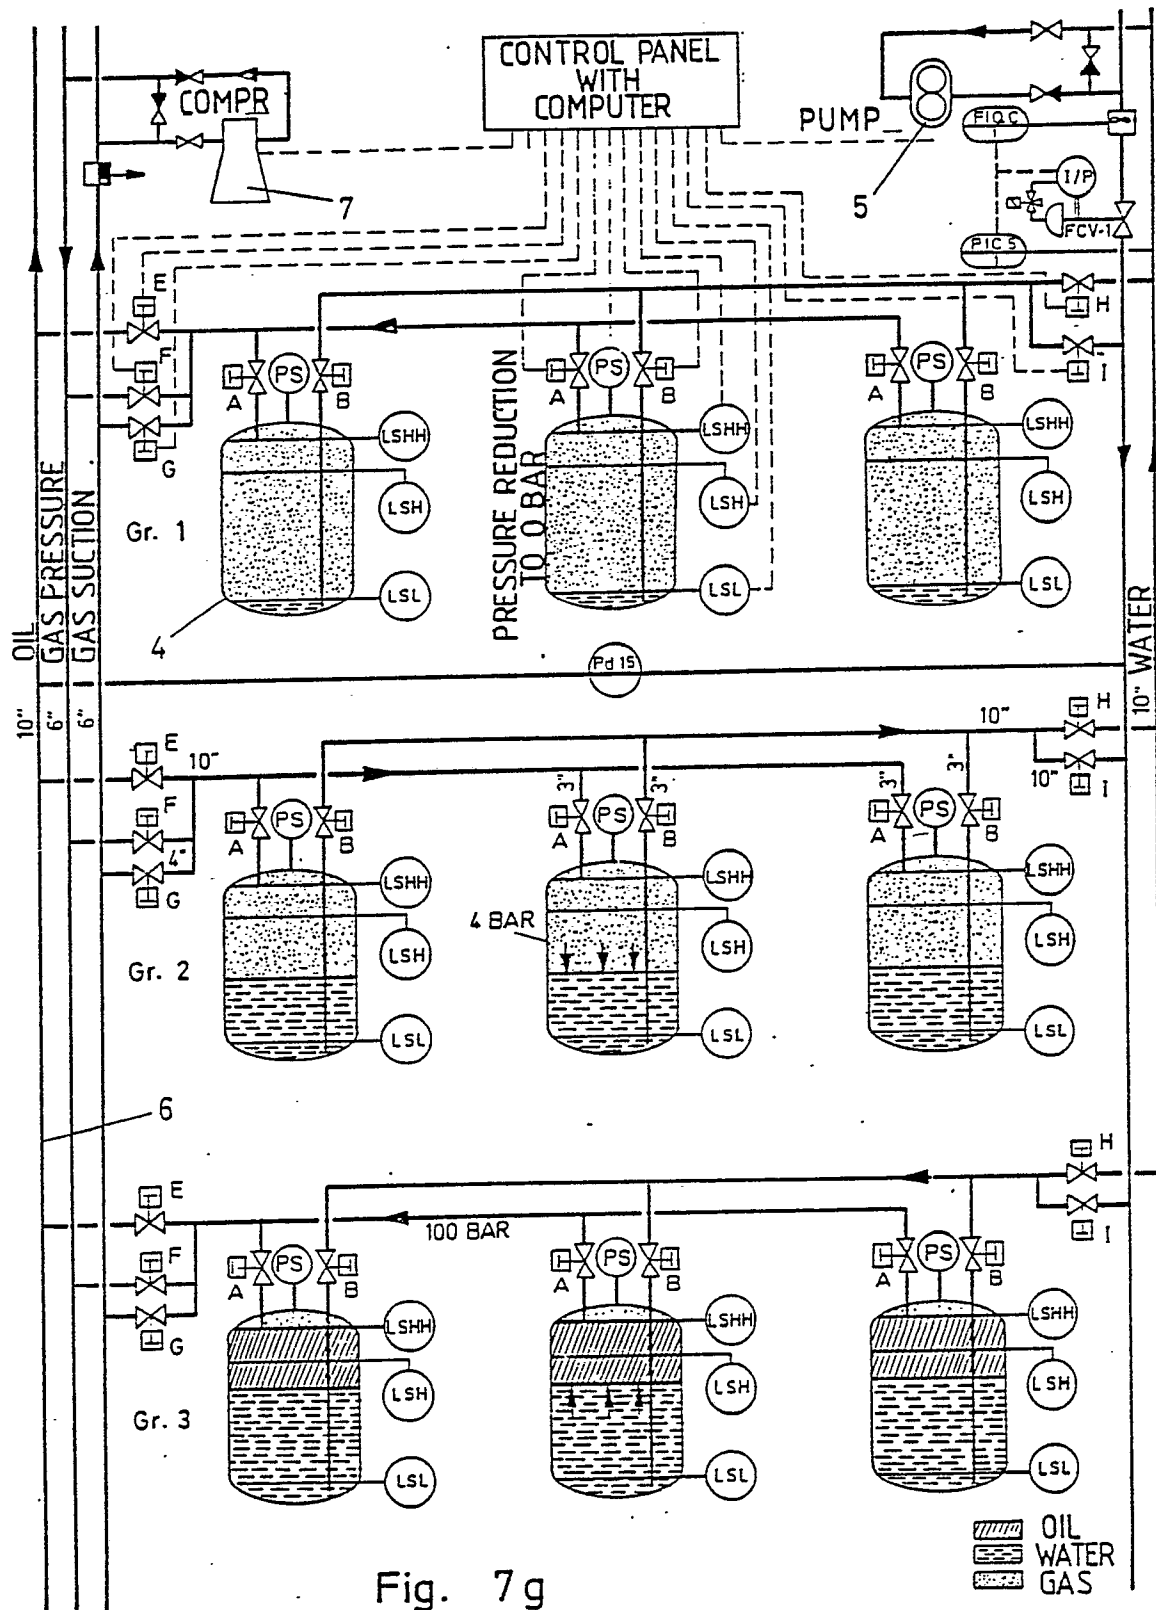 CONTROL PANEL
WITH
COMPUTER
COMPR
7
PUMP
5
FIQC
I/P
FCV-1
PICS
E
F
G
H
I
A
PS
B
A
PS
B
A
PS
B
LSHH
LSH
LSL
LSHH
LSH
LSL
LSHH
LSH
LSL
Gr. 1
4
PRESSURE REDUCTION
TO 0 BAR
OIL
GAS PRESSURE
GAS SUCTION
WATER
Pd 15
10"
6"
6"
10"
E
10"
F
4"
G
10"
H
10"
I
3"
3"
3"
3"
A
PS
B
A
PS
B
A
PS
B
LSHH
LSH
LSL
4 BAR
LSHH
LSH
LSL
LSHH
LSH
LSL
Gr. 2
6
E
F
G
H
I
100 BAR
A
PS
B
A
PS
B
A
PS
B
LSHH
LSH
LSL
LSHH
LSH
LSL
LSHH
LSH
LSL
Gr. 3
OIL
WATER
GAS
Fig. 7g